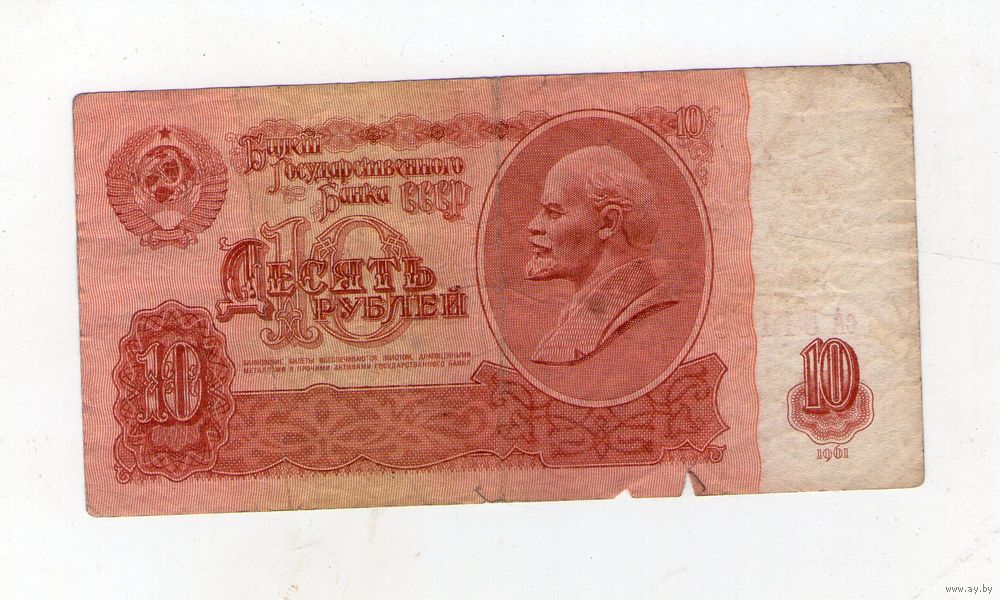 Билет
Государственного
Банка СССР
10
10
Десять
рублей
БАНКОВЫЕ БИЛЕТЫ ОБЕСПЕЧИВАЮТСЯ ЗОЛОТОМ, ДРАГОЦЕННЫМИ
МЕТАЛЛАМИ И ПРОЧИМИ АКТИВАМИ ГОСУДАРСТВЕННОГО БАНКА
10
10
1961
www.ay.by